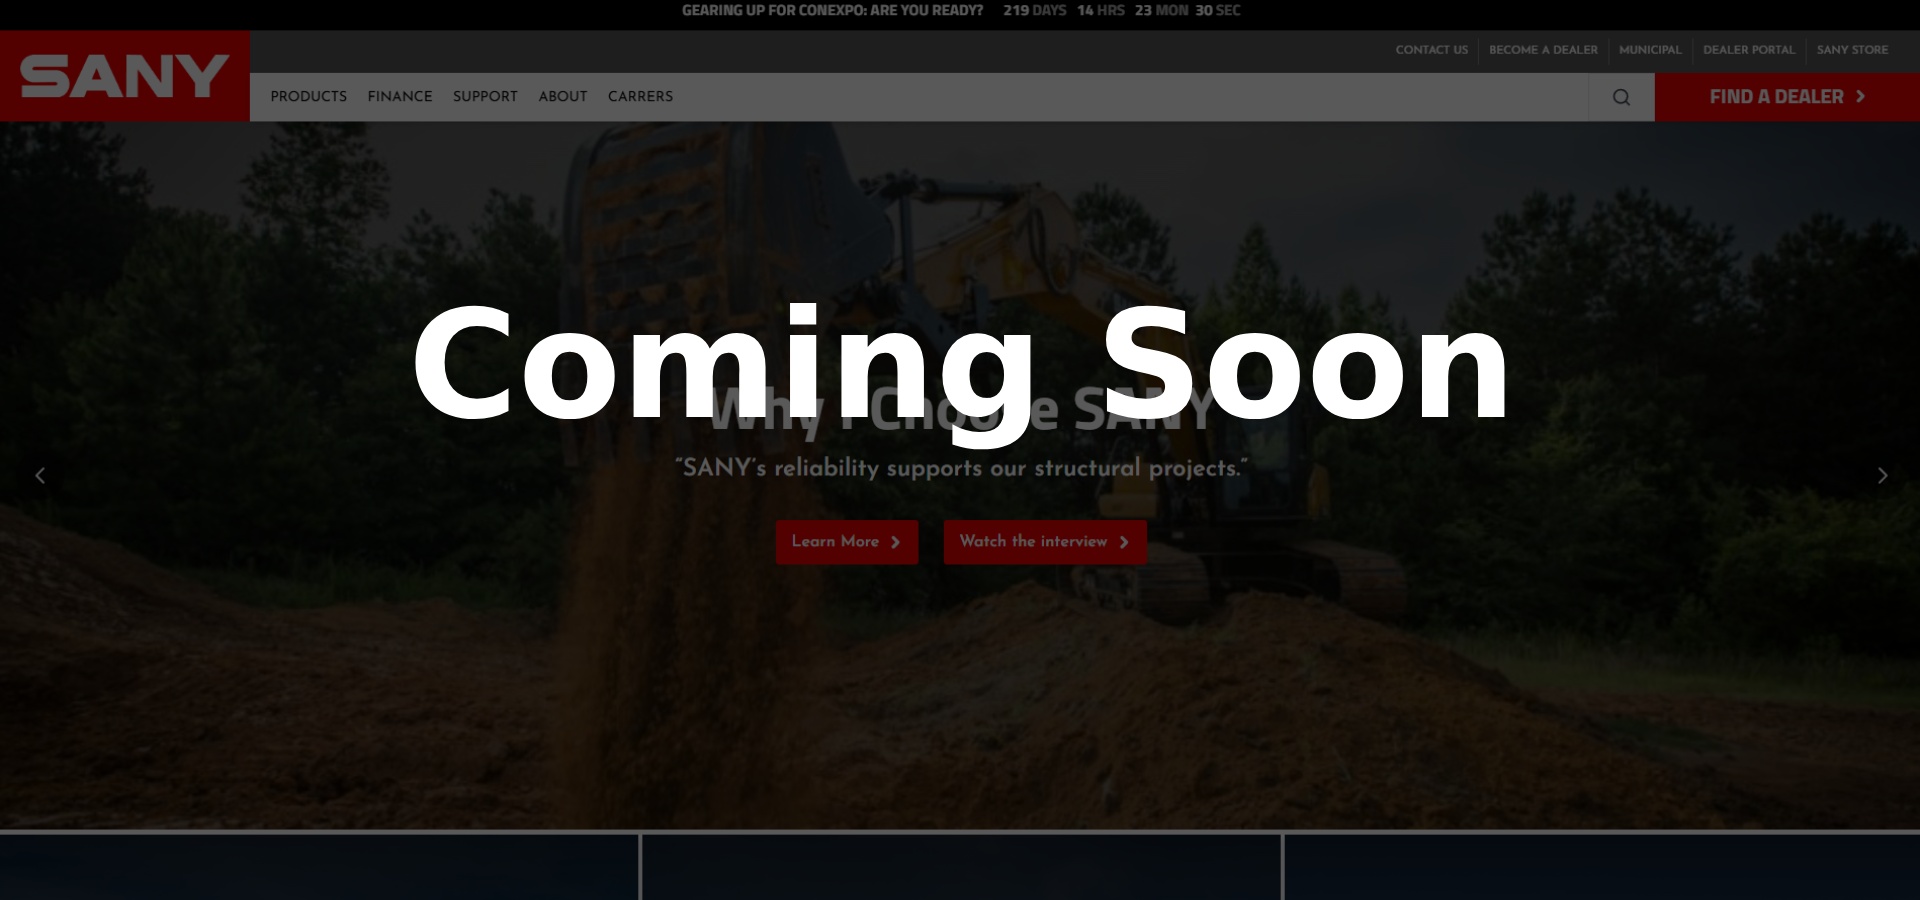 GEARING UP FOR CONEXPO: ARE YOU READY? 219 DAYS 14 HRS 23 MON 30 SEC
SANY
CONTACT US BECOME A DEALER MUNICIPAL DEALER PORTAL SANY STORE
PRODUCTS FINANCE SUPPORT ABOUT CARRERS
FIND A DEALER
Coming Soon
Why I Choose SANY
“SANY’s reliability supports our structural projects.”
Learn More
Watch the interview